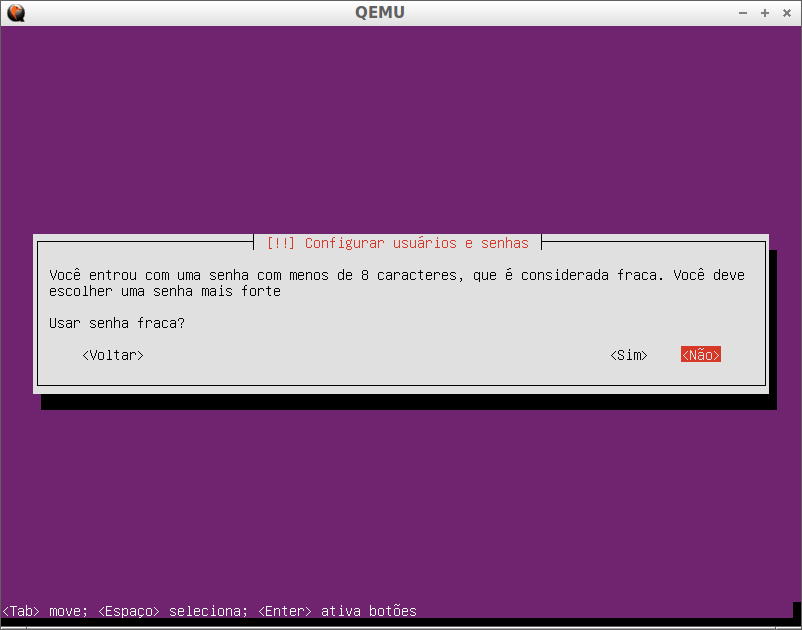 QEMU
[!!] Configurar usuários e senhas
Você entrou com uma senha com menos de 8 caracteres, que é considerada fraca. Você deve
escolher uma senha mais forte
Usar senha fraca?
<Voltar> <Sim> <Não>
<Tab> move; <Espaço> seleciona; <Enter> ativa botões